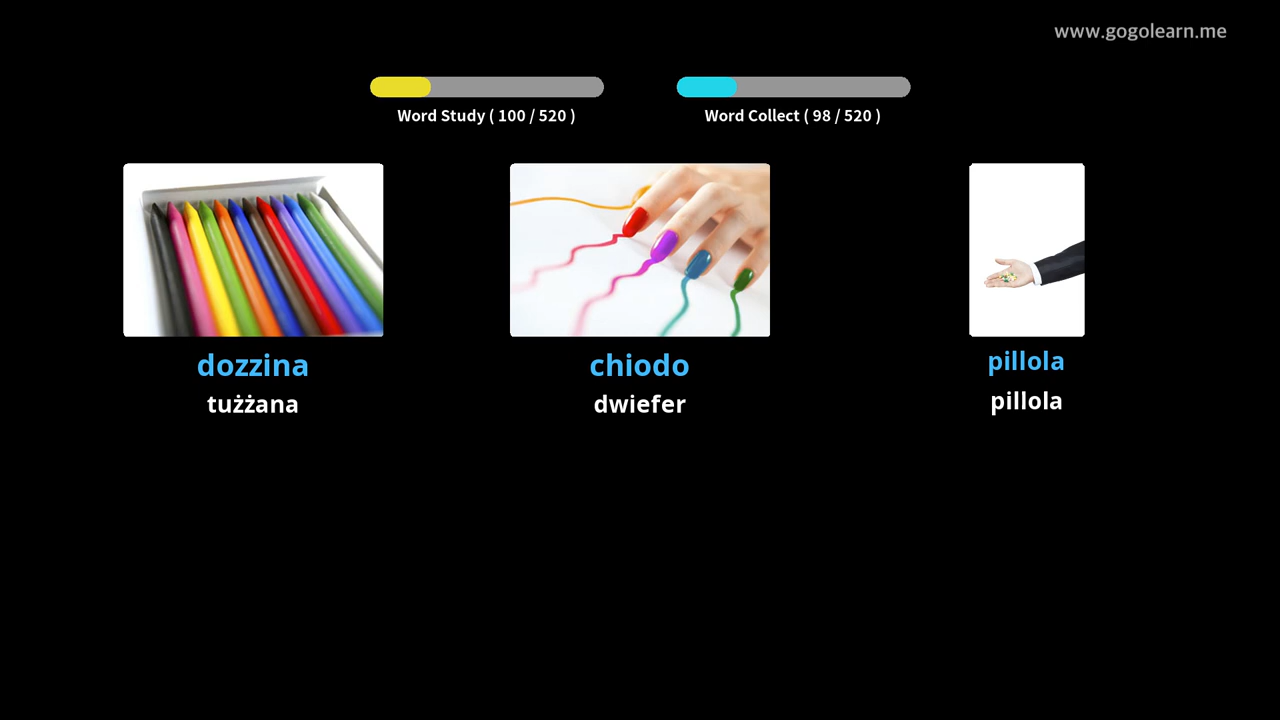 www.gogolearn.me
Word Study ( 100 / 520 )
Word Collect ( 98 / 520 )
dozzina
tużżana
chiodo
dwiefer
pillola
pillola